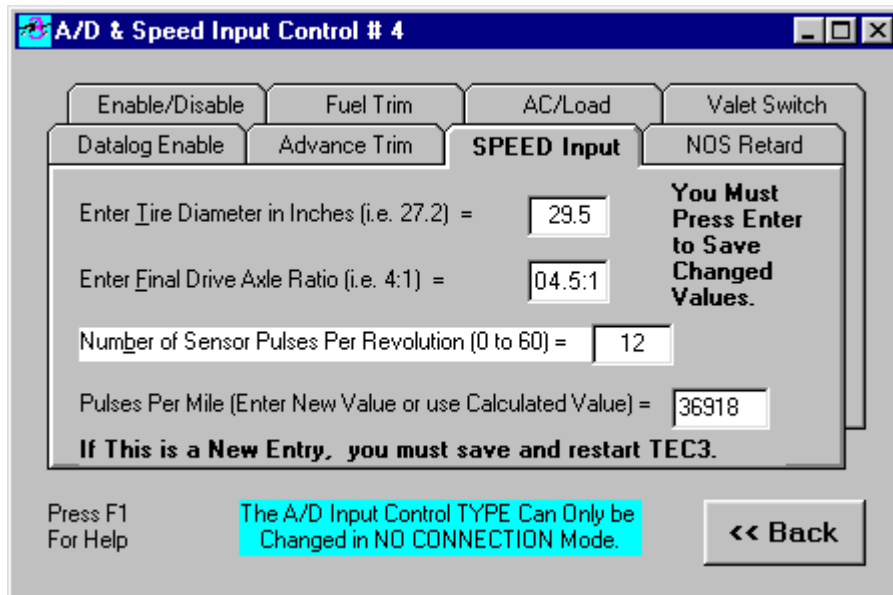 A/D & Speed Input Control # 4
Enable/Disable Fuel Trim AC/Load Valet Switch
Datalog Enable Advance Trim SPEED Input NOS Retard
Enter Tire Diameter in Inches (i.e. 27.2) = 29.5
Enter Final Drive Axle Ratio (i.e. 4:1) = 04.5:1
You Must
Press Enter
to Save
Changed
Values.
Number of Sensor Pulses Per Revolution (0 to 60) = 12
Pulses Per Mile (Enter New Value or use Calculated Value) = 36918
If This is a New Entry, you must save and restart TEC3.
Press F1
For Help
The A/D Input Control TYPE Can Only be
Changed in NO CONNECTION Mode.
<< Back